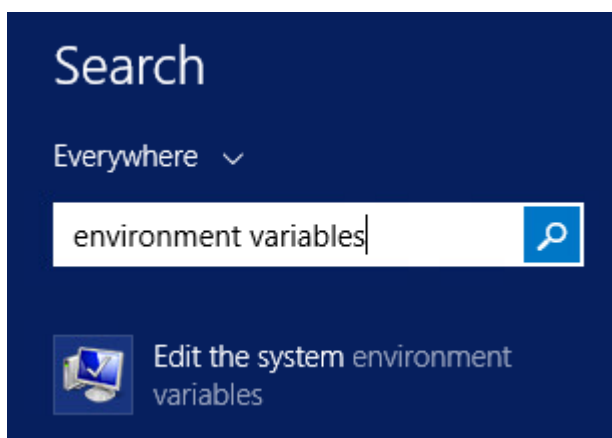 Search
Everywhere
environment variables
Edit the system environment
variables